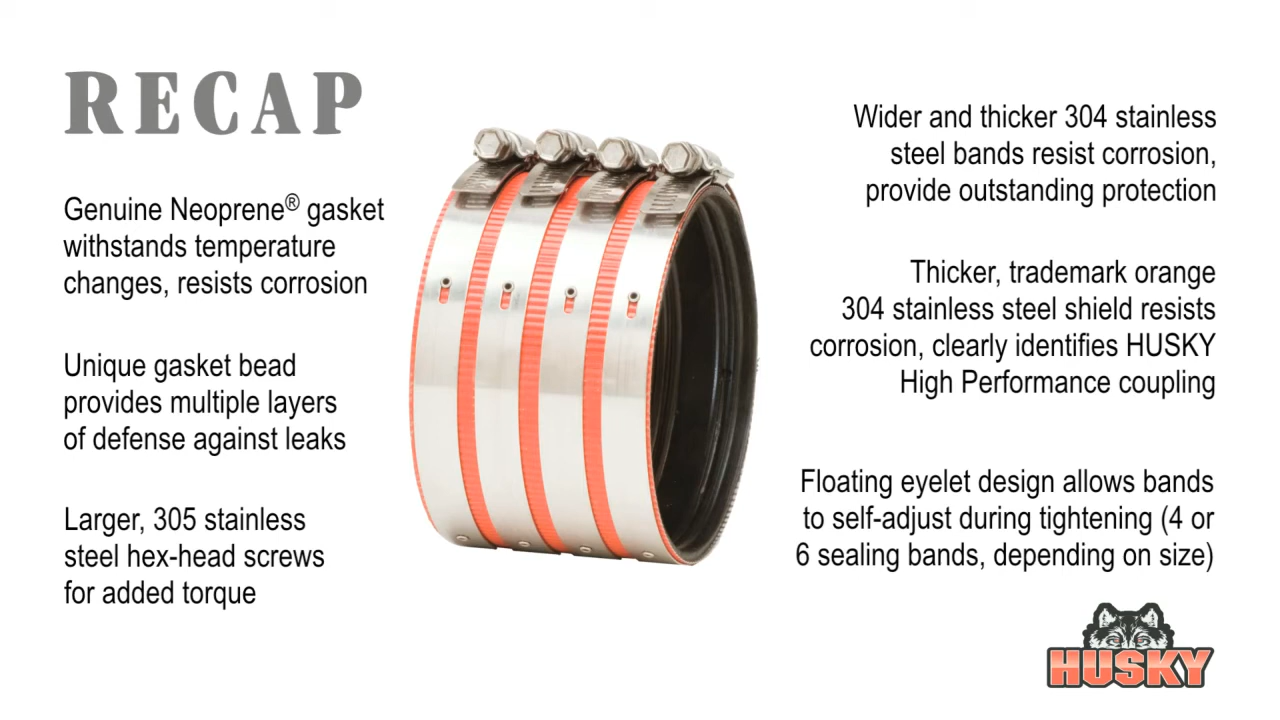 RECAP
Genuine Neoprene® gasket
withstands temperature
changes, resists corrosion
Unique gasket bead
provides multiple layers
of defense against leaks
Larger, 305 stainless
steel hex-head screws
for added torque
Wider and thicker 304 stainless
steel bands resist corrosion,
provide outstanding protection
Thicker, trademark orange
304 stainless steel shield resists
corrosion, clearly identifies HUSKY
High Performance coupling
Floating eyelet design allows bands
to self-adjust during tightening (4 or
6 sealing bands, depending on size)
HUSKY